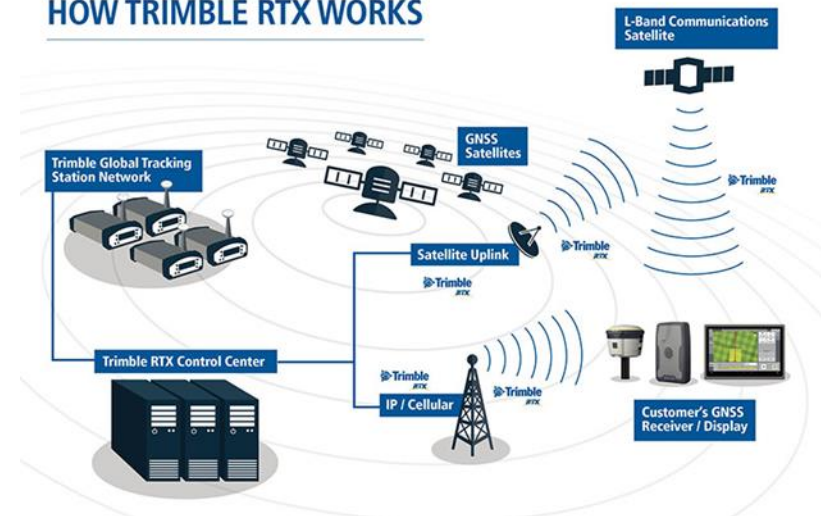 HOW TRIMBLE RTX WORKS
L-Band Communications
Satellite
GNSS
Satellites
Trimble Global Tracking
Station Network
Trimble
RTX
Satellite Uplink
Trimble
RTX
Trimble
RTX
Trimble RTX Control Center
Trimble
RTX
IP / Cellular
Trimble
RTX
Customer's GNSS
Receiver / Display